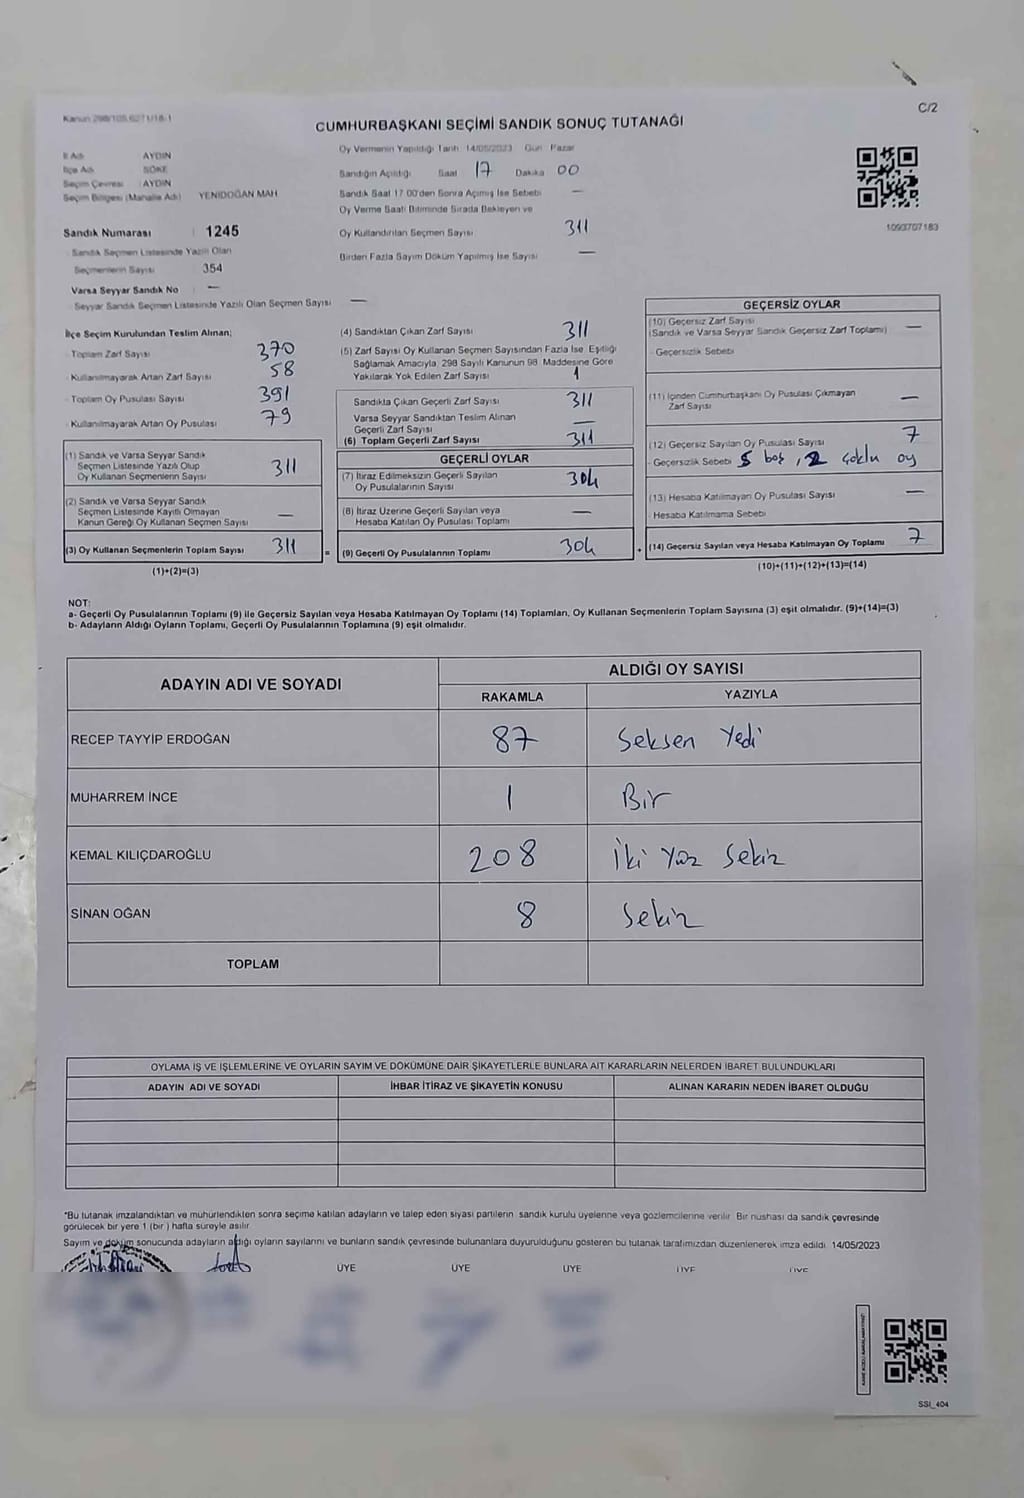 Kanun 298/105,6271/18-1
C/2
CUMHURBAŞKANI SEÇİMİ SANDIK SONUÇ TUTANAĞI
İl Adı AYDIN
İlçe Adı SÖKE
Seçim Çevresi AYDIN
Seçim Bölgesi (Mahalle Adı) YENİDOĞAN MAH
Sandık Numarası 1245
Sandık Seçmen Listesinde Yazılı Olan
Seçmenlerin Sayısı 354
Varsa Seyyar Sandık No —
Seyyar Sandık Seçmen Listesinde Yazılı Olan Seçmen Sayısı —
Oy Vermenin Yapıldığı Tarih 14/05/2023 Gün Pazar
Sandığın Açıldığı Saat 17 Dakika 00
Sandık Saat 17.00'den Sonra Açılmış İse Sebebi —
Oy Verme Saati Bitiminde Sırada Bekleyen ve
Oy Kullandırılan Seçmen Sayısı 311
Birden Fazla Sayım Döküm Yapılmış İse Sayısı —
1093707183
İlçe Seçim Kurulundan Teslim Alınan;
- Toplam Zarf Sayısı 370
- Kullanılmayarak Artan Zarf Sayısı 58
- Toplam Oy Pusulası Sayısı 391
- Kullanılmayarak Artan Oy Pusulası 79
(1) Sandık ve Varsa Seyyar Sandık
Seçmen Listesinde Yazılı Olup
Oy Kullanan Seçmenlerin Sayısı 311
(2) Sandık ve Varsa Seyyar Sandık
Seçmen Listesinde Kayıtlı Olmayan
Kanun Gereği Oy Kullanan Seçmen Sayısı —
(3) Oy Kullanan Seçmenlerin Toplam Sayısı 311
(1)+(2)=(3)
(4) Sandıktan Çıkan Zarf Sayısı 311
(5) Zarf Sayısı Oy Kullanan Seçmen Sayısından Fazla İse, Eşitliği
Sağlamak Amacıyla 298 Sayılı Kanunun 98. Maddesine Göre
Yakılarak Yok Edilen Zarf Sayısı 1
Sandıkta Çıkan Geçerli Zarf Sayısı 311
Varsa Seyyar Sandıktan Teslim Alınan
Geçerli Zarf Sayısı —
(6) Toplam Geçerli Zarf Sayısı 311
GEÇERLİ OYLAR
(7) İtiraz Edilmeksizin Geçerli Sayılan
Oy Pusulalarının Sayısı 304
(8) İtiraz Üzerine Geçerli Sayılan veya
Hesaba Katılan Oy Pusulası Toplamı —
= (9) Geçerli Oy Pusulalarının Toplamı 304
GEÇERSİZ OYLAR
(10) Geçersiz Zarf Sayısı
(Sandık ve Varsa Seyyar Sandık Geçersiz Zarf Toplamı) —
- Geçersizlik Sebebi
(11) İçinden Cumhurbaşkanı Oy Pusulası Çıkmayan
Zarf Sayısı —
(12) Geçersiz Sayılan Oy Pusulası Sayısı 7
- Geçersizlik Sebebi 5 boş, 2 çoklu oy
(13) Hesaba Katılmayan Oy Pusulası Sayısı —
- Hesaba Katılmama Sebebi
+ (14) Geçersiz Sayılan veya Hesaba Katılmayan Oy Toplamı 7
(10)+(11)+(12)+(13)=(14)
NOT:
a- Geçerli Oy Pusulalarının Toplamı (9) ile Geçersiz Sayılan veya Hesaba Katılmayan Oy Toplamı (14) Toplamları, Oy Kullanan Seçmenlerin Toplam Sayısına (3) eşit olmalıdır. (9)+(14)=(3)
b- Adayların Aldığı Oyların Toplamı, Geçerli Oy Pusulalarının Toplamına (9) eşit olmalıdır.
ADAYIN ADI VE SOYADI ALDIĞI OY SAYISI
RAKAMLA YAZIYLA
RECEP TAYYİP ERDOĞAN 87 Seksen Yedi
MUHARREM İNCE 1 Bir
KEMAL KILIÇDAROĞLU 208 İki Yüz Sekiz
SİNAN OĞAN 8 Sekiz
TOPLAM
OYLAMA İŞ VE İŞLEMLERİNE VE OYLARIN SAYIM VE DÖKÜMÜNE DAİR ŞİKAYETLERLE BUNLARA AİT KARARLARIN NELERDEN İBARET BULUNDUKLARI
ADAYIN ADI VE SOYADI İHBAR İTİRAZ VE ŞİKAYETİN KONUSU ALINAN KARARIN NEDEN İBARET OLDUĞU
*Bu tutanak imzalandıktan ve mühürlendikten sonra seçime katılan adayların ve talep eden siyasi partilerin sandık kurulu üyelerine veya gözlemcilerine verilir. Bir nüshası da sandık çevresinde
görülecek bir yere 1 (bir) hafta süreyle asılır.
Sayım ve döküm sonucunda adayların aldığı oyların sayılarını ve bunların sandık çevresinde bulunanlara duyurulduğunu gösteren bu tutanak tarafımızdan düzenlenerek imza edildi. 14/05/2023
ÜYE ÜYE ÜYE ÜYE ÜYE
SSİ_404